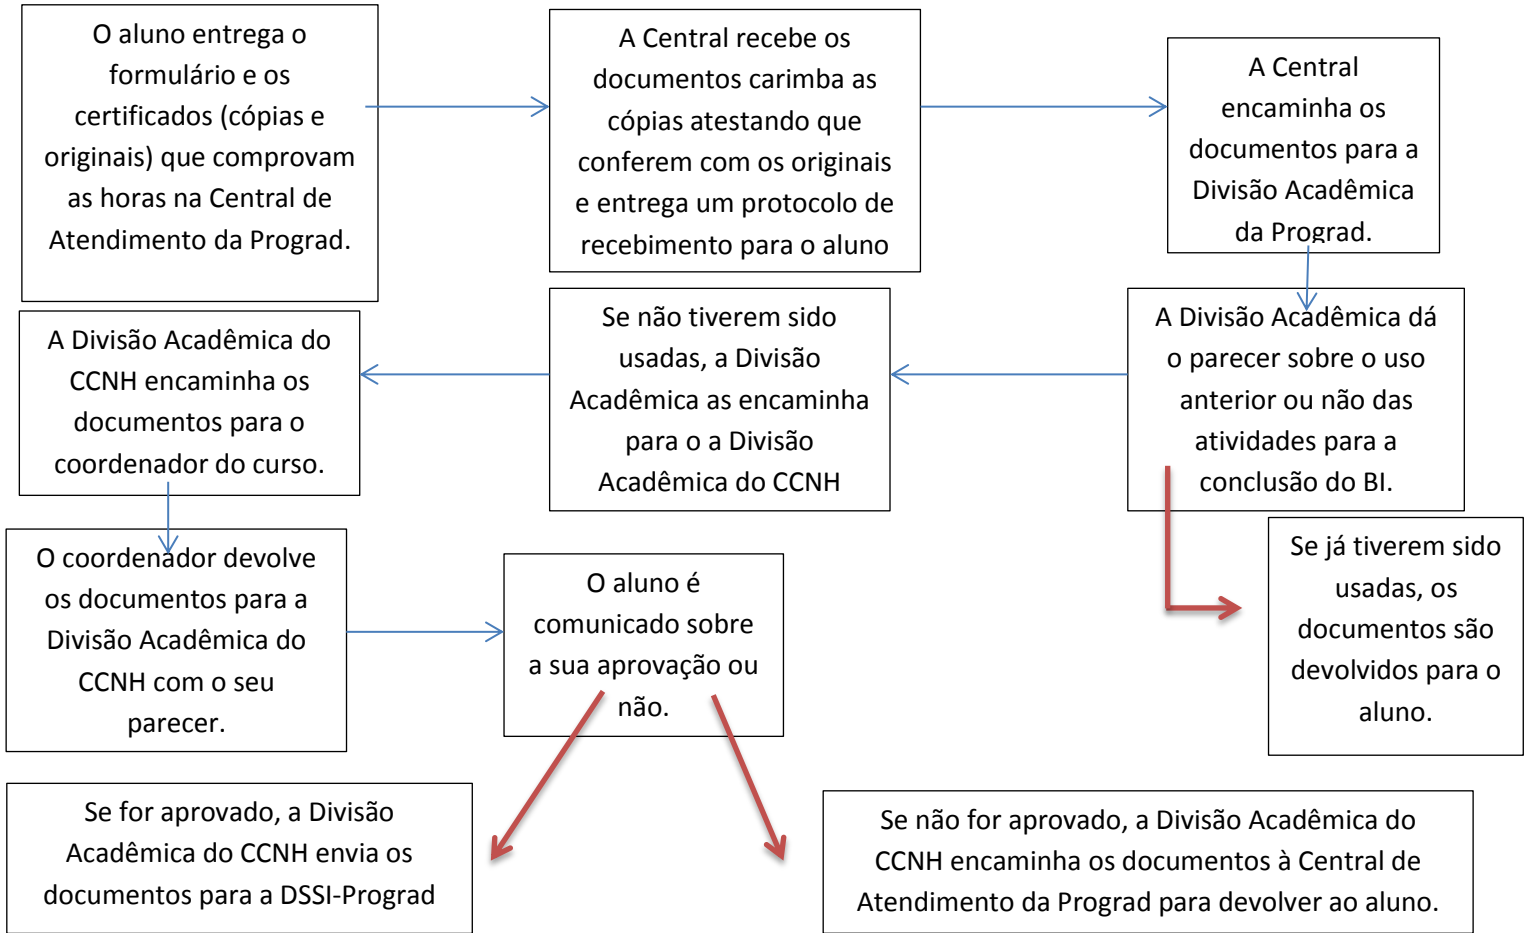 O aluno entrega o
formulário e os
certificados (cópias e
originais) que comprovam
as horas na Central de
Atendimento da Prograd.
A Central recebe os
documentos carimba as
cópias atestando que
conferem com os originais
e entrega um protocolo de
recebimento para o aluno
A Central
encaminha os
documentos para a
Divisão Acadêmica
da Prograd.
A Divisão Acadêmica dá
o parecer sobre o uso
anterior ou não das
atividades para a
conclusão do BI.
Se não tiverem sido
usadas, a Divisão
Acadêmica as encaminha
para o a Divisão
Acadêmica do CCNH
A Divisão Acadêmica do
CCNH encaminha os
documentos para o
coordenador do curso.
Se já tiverem sido
usadas, os
documentos são
devolvidos para o
aluno.
O coordenador devolve
os documentos para a
Divisão Acadêmica do
CCNH com o seu
parecer.
O aluno é
comunicado sobre
a sua aprovação ou
não.
Se for aprovado, a Divisão
Acadêmica do CCNH envia os
documentos para a DSSI-Prograd
Se não for aprovado, a Divisão Acadêmica do
CCNH encaminha os documentos à Central de
Atendimento da Prograd para devolver ao aluno.